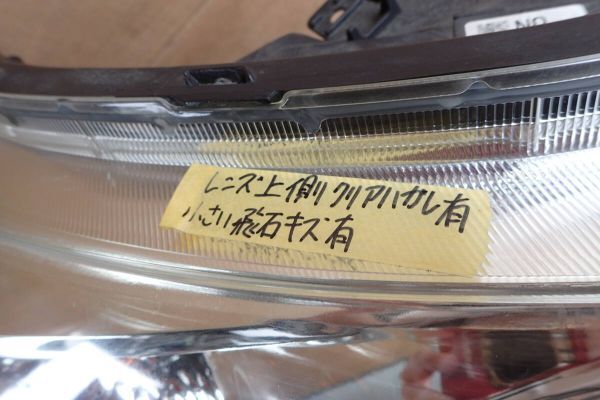 レンズ上側クリアハガレ有
小さい飛石キズ有
NO